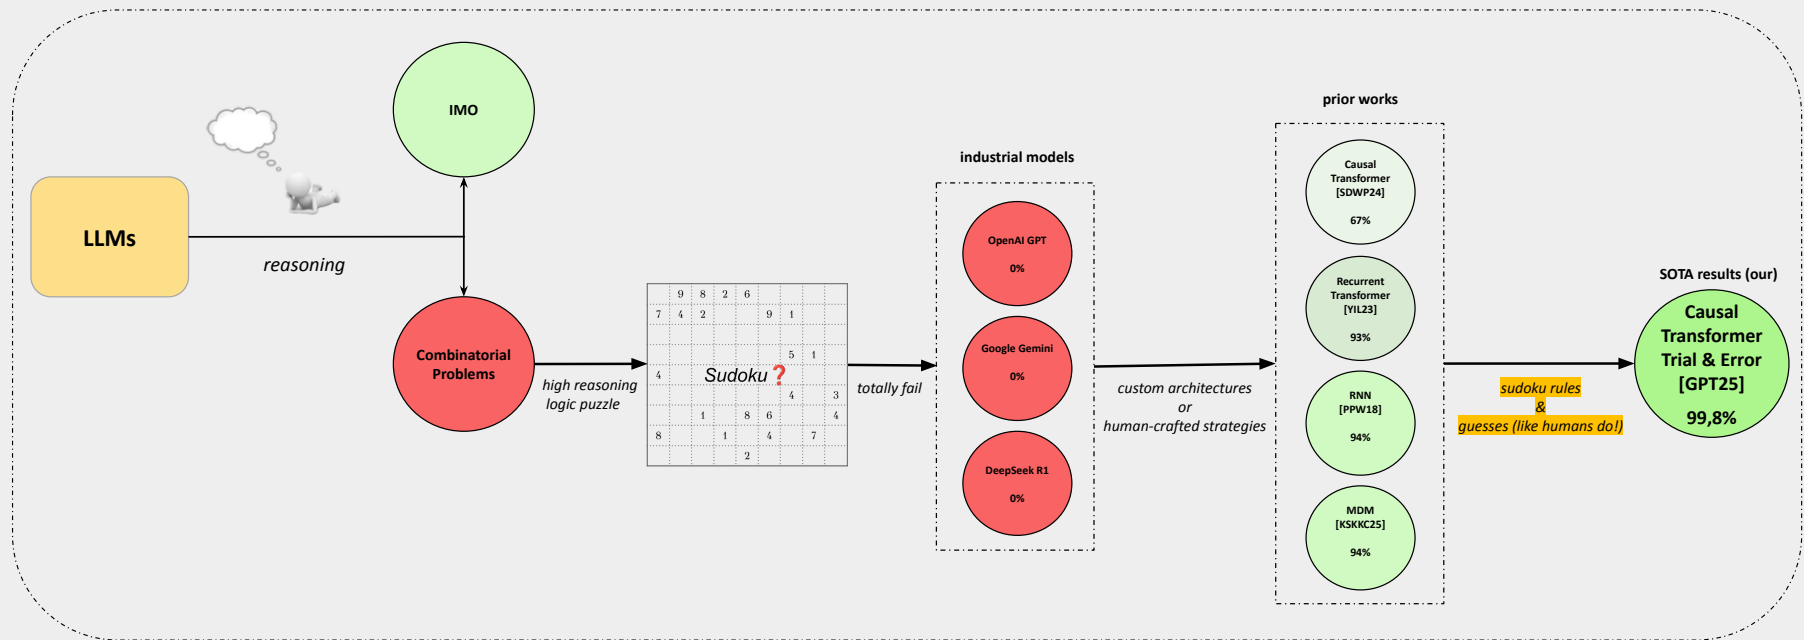 LLMs
reasoning
IMO
Combinatorial
Problems
high reasoning
logic puzzle
9 8 2 6
7 4 2 9 1
5 1
4
Sudoku❓
4 3
1 8 6 4
8 1 4 7
2
totally fail
industrial models
OpenAI GPT
0%
Google Gemini
0%
DeepSeek R1
0%
custom architectures
or
human-crafted strategies
prior works
Causal
Transformer
[SDWP24]
67%
Recurrent
Transformer
[YIL23]
93%
RNN
[PPW18]
94%
MDM
[KSKKC25]
94%
sudoku rules
&
guesses (like humans do!)
SOTA results (our)
Causal
Transformer
Trial & Error
[GPT25]
99,8%